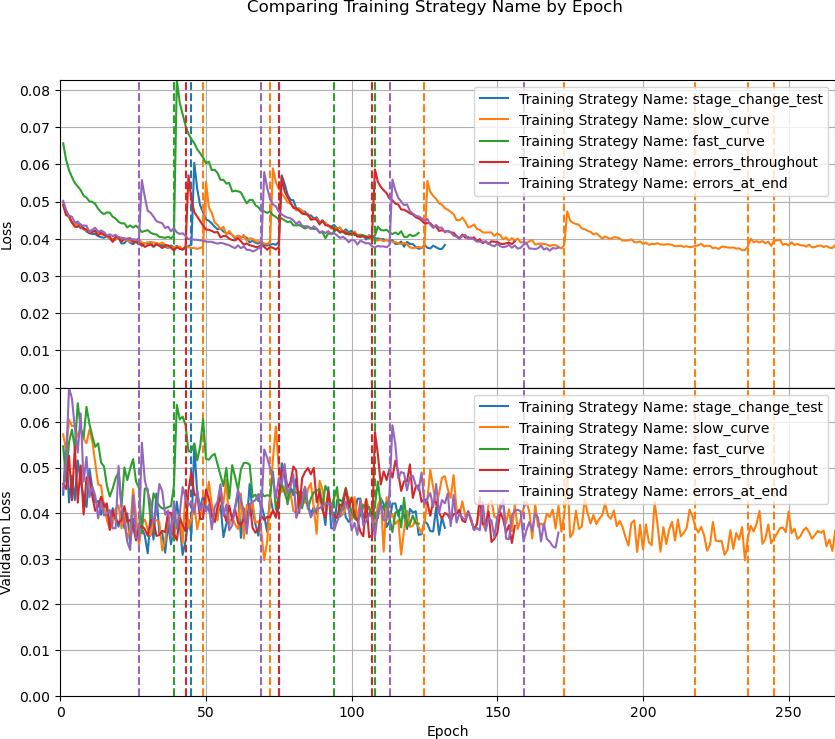 Comparing Training Strategy Name by Epoch
0.08
0.07
0.06
0.05
0.04
0.03
0.02
0.01
0.00
Loss
Training Strategy Name: stage_change_test
Training Strategy Name: slow_curve
Training Strategy Name: fast_curve
Training Strategy Name: errors_throughout
Training Strategy Name: errors_at_end
0.06
0.05
0.04
0.03
0.02
0.01
0.00
Validation Loss
Training Strategy Name: stage_change_test
Training Strategy Name: slow_curve
Training Strategy Name: fast_curve
Training Strategy Name: errors_throughout
Training Strategy Name: errors_at_end
0 50 100 150 200 250
Epoch